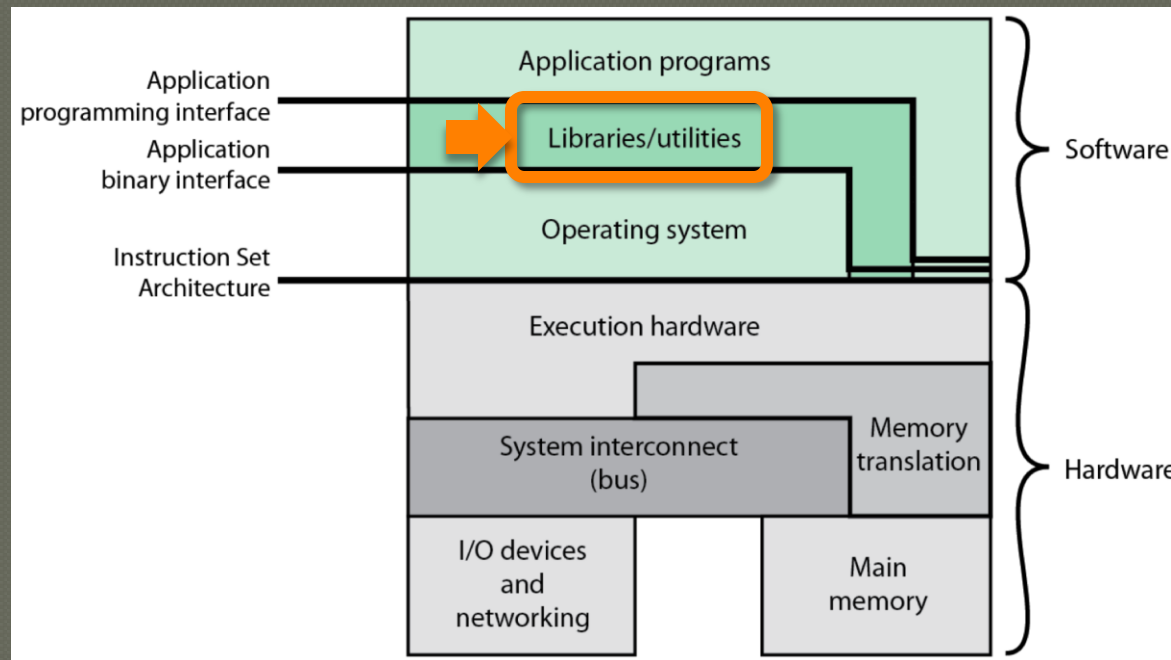 Application programs
Application
programming interface
Libraries/utilities
Application
binary interface
Software
Operating system
Instruction Set
Architecture
Execution hardware
Memory
translation
System interconnect
(bus)
Hardware
I/O devices
and
networking
Main
memory